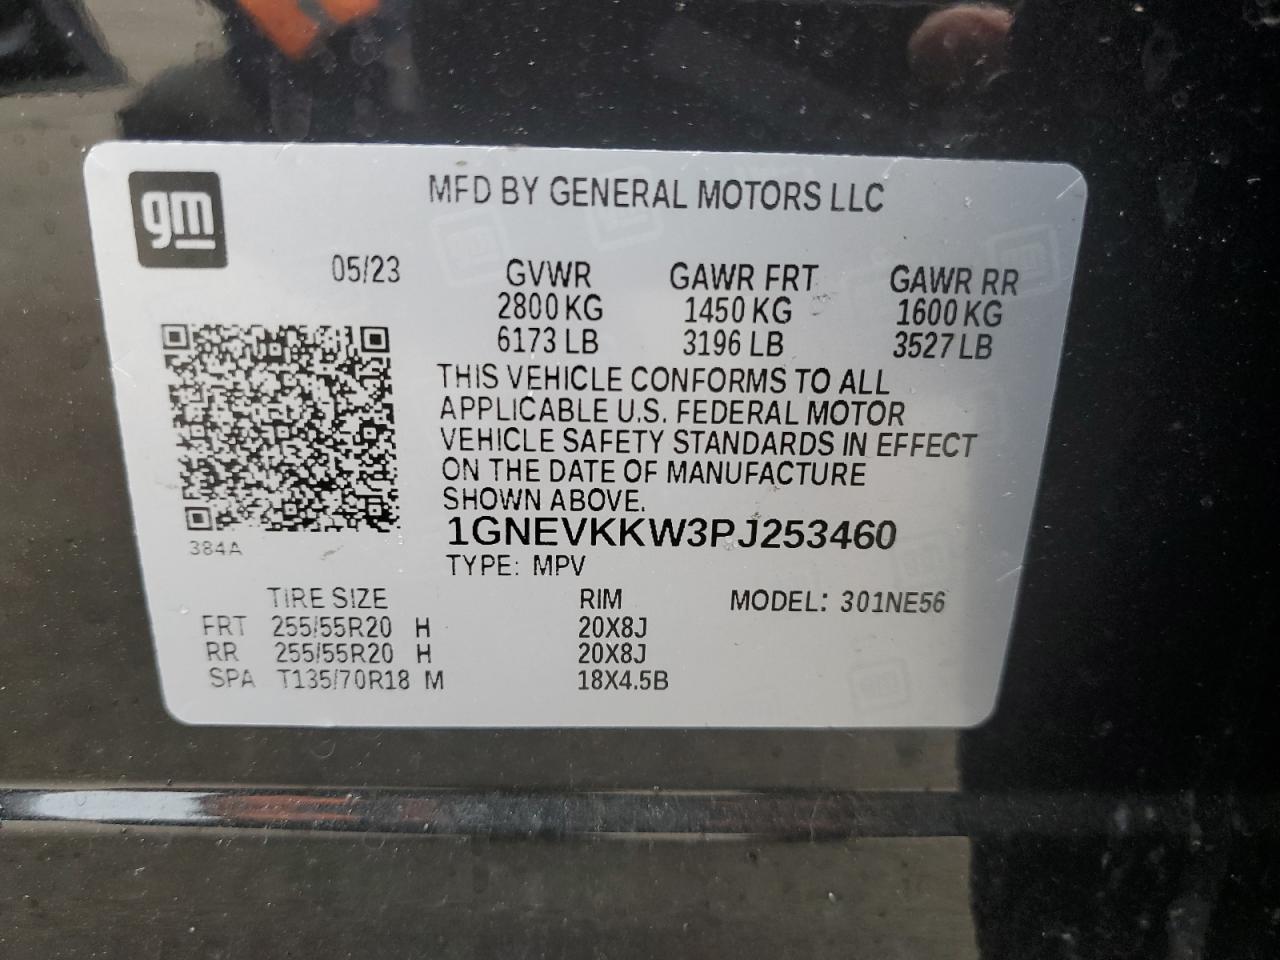 gm
MFD BY GENERAL MOTORS LLC
05/23
GVWR GAWR FRT GAWR RR
2800 KG 1450 KG 1600 KG
6173 LB 3196 LB 3527 LB
THIS VEHICLE CONFORMS TO ALL
APPLICABLE U.S. FEDERAL MOTOR
VEHICLE SAFETY STANDARDS IN EFFECT
ON THE DATE OF MANUFACTURE
SHOWN ABOVE.
384A
1GNEVKKW3PJ253460
TYPE: MPV
TIRE SIZE RIM MODEL: 301NE56
FRT 255/55R20 H 20X8J
RR 255/55R20 H 20X8J
SPA T135/70R18 M 18X4.5B